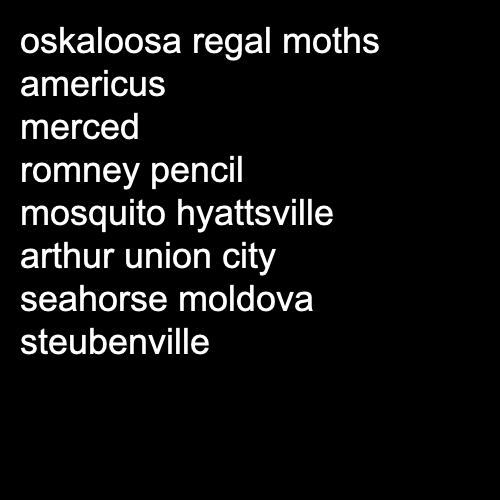 oskaloosa regal moths
americus
merced
romney pencil
mosquito hyattsville
arthur union city
seahorse moldova
steubenville